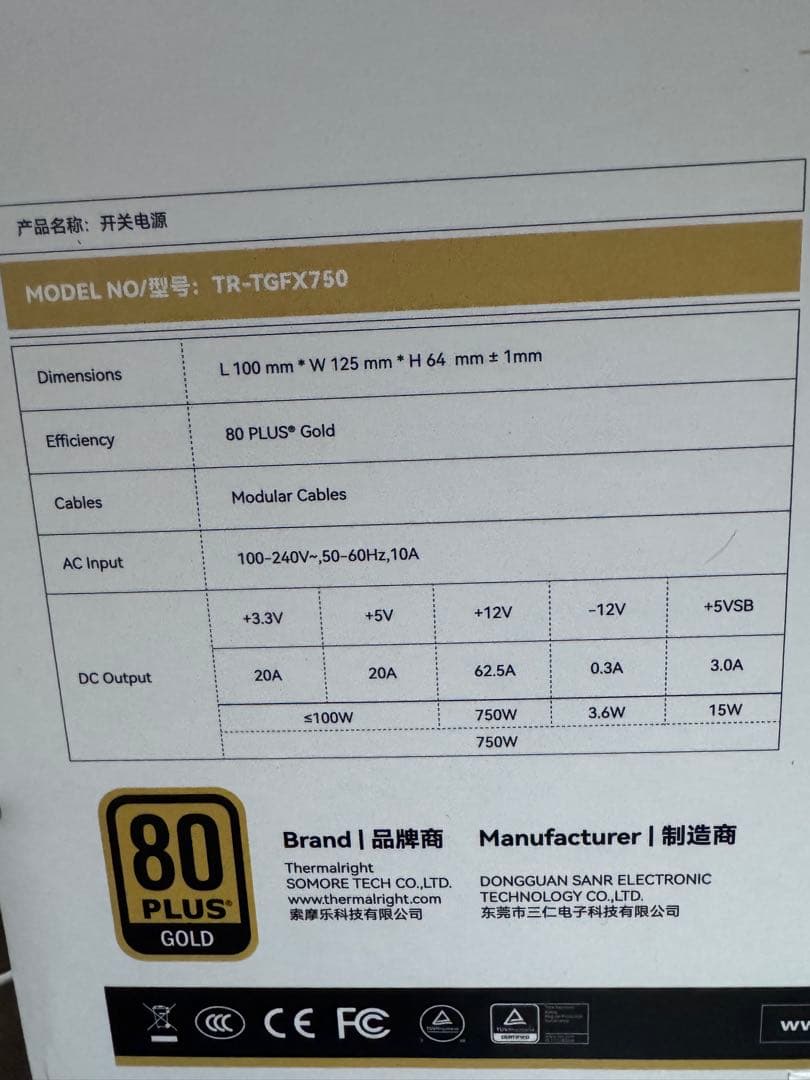 产品名称：开关电源
MODEL NO/型号：TR-TGFX750
Dimensions L 100 mm * W 125 mm * H 64 mm ± 1mm
Efficiency 80 PLUS® Gold
Cables Modular Cables
AC Input 100-240V~,50-60Hz,10A
+3.3V +5V +12V -12V +5VSB
DC Output 20A 20A 62.5A 0.3A 3.0A
≤100W 750W 3.6W 15W
750W
80
PLUS®
GOLD
Brand | 品牌商
Thermalright
SOMORE TECH CO.,LTD.
www.thermalright.com
索摩乐科技有限公司
Manufacturer | 制造商
DONGGUAN SANR ELECTRONIC
TECHNOLOGY CO.,LTD.
东莞市三仁电子科技有限公司
CCC CE FC
CERTIFIED